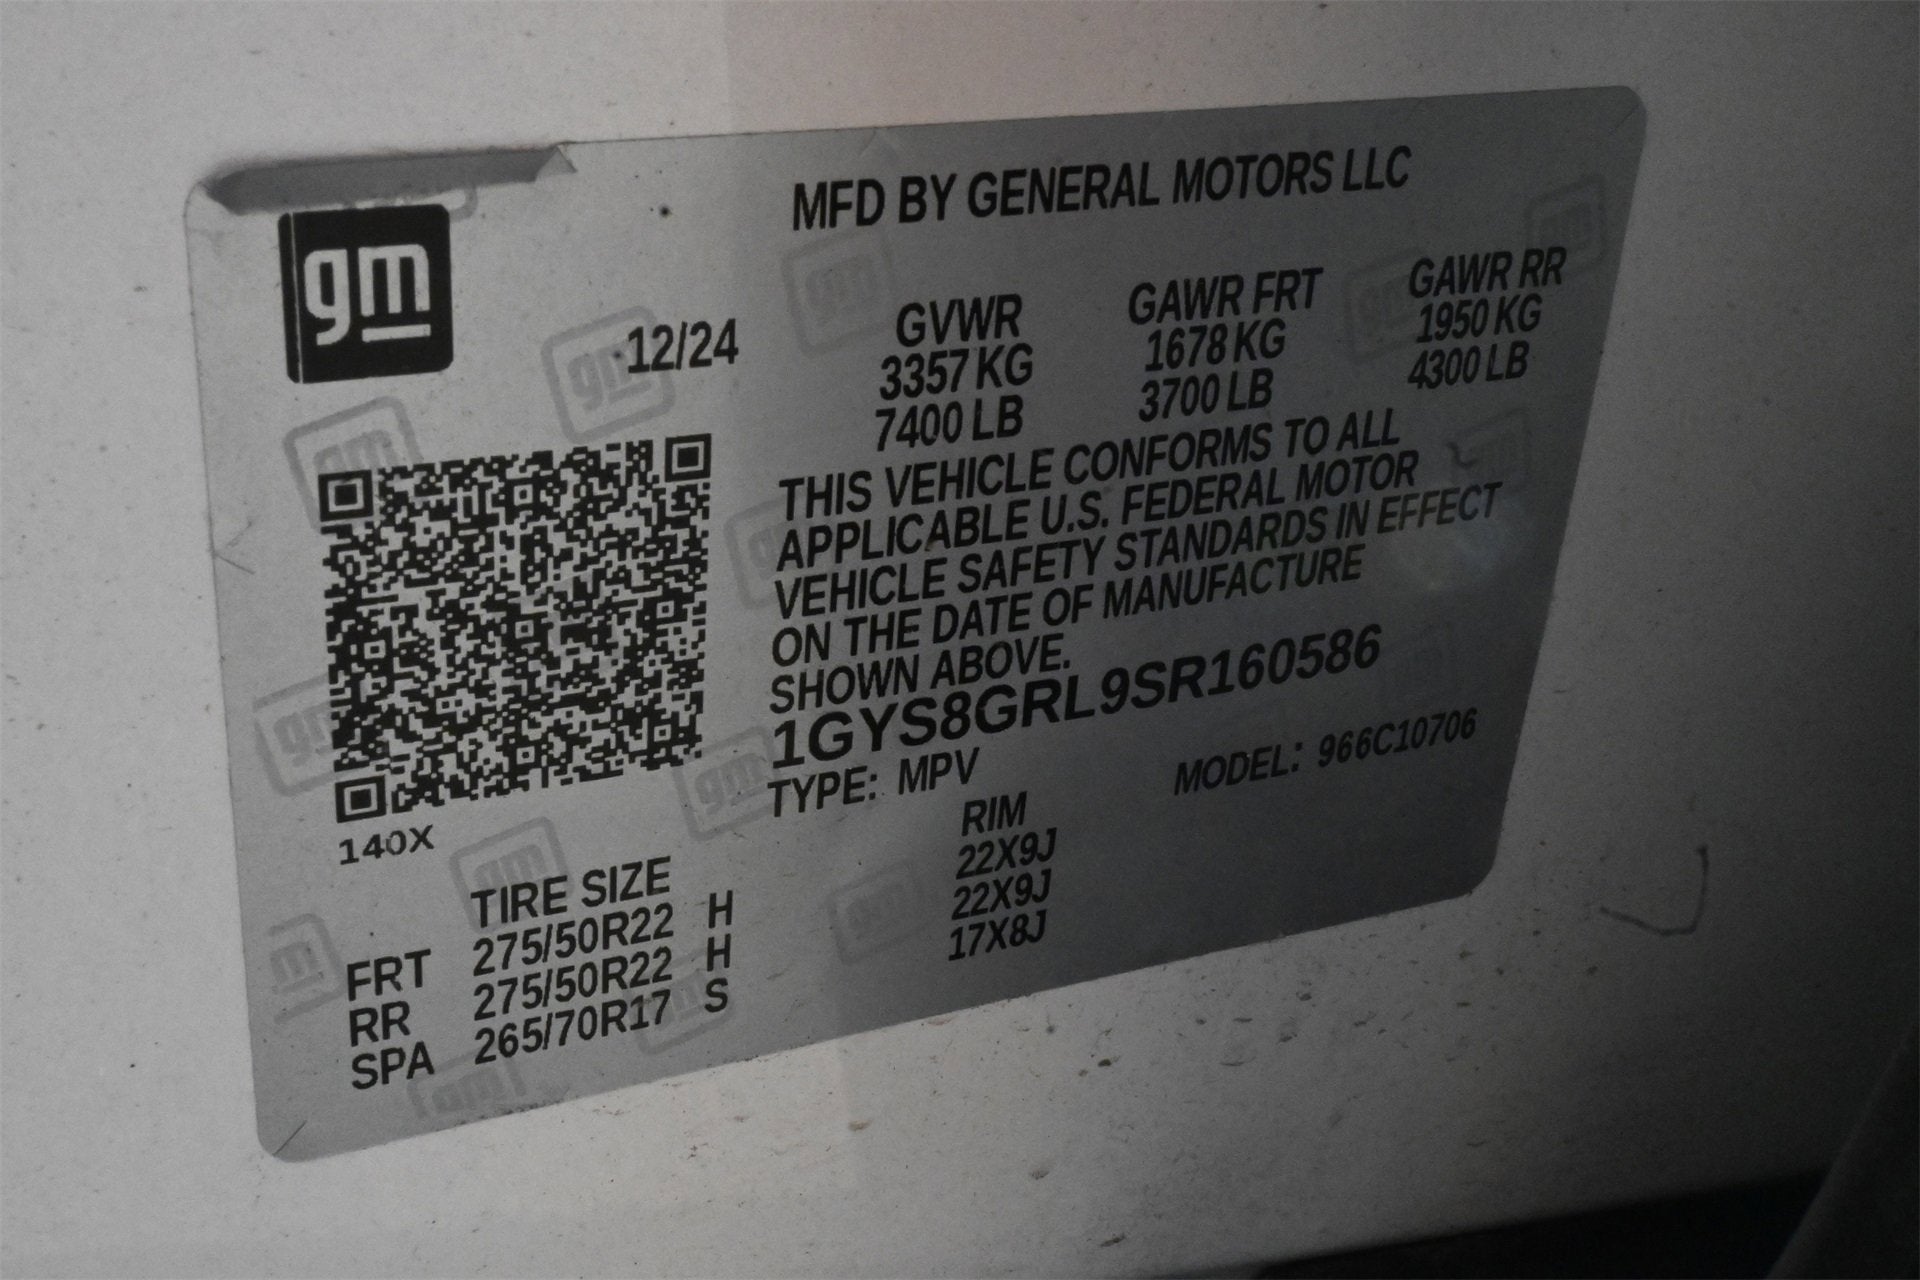 gm
MFD BY GENERAL MOTORS LLC
12/24
GVWR GAWR FRT GAWR RR
3357 KG 1678 KG 1950 KG
7400 LB 3700 LB 4300 LB
THIS VEHICLE CONFORMS TO ALL
APPLICABLE U.S. FEDERAL MOTOR
VEHICLE SAFETY STANDARDS IN EFFECT
ON THE DATE OF MANUFACTURE
SHOWN ABOVE.
1GYS8GRL9SR160586
TYPE: MPV MODEL: 966C10706
140X
TIRE SIZE RIM
FRT 275/50R22 H 22X9J
RR 275/50R22 H 22X9J
SPA 265/70R17 S 17X8J